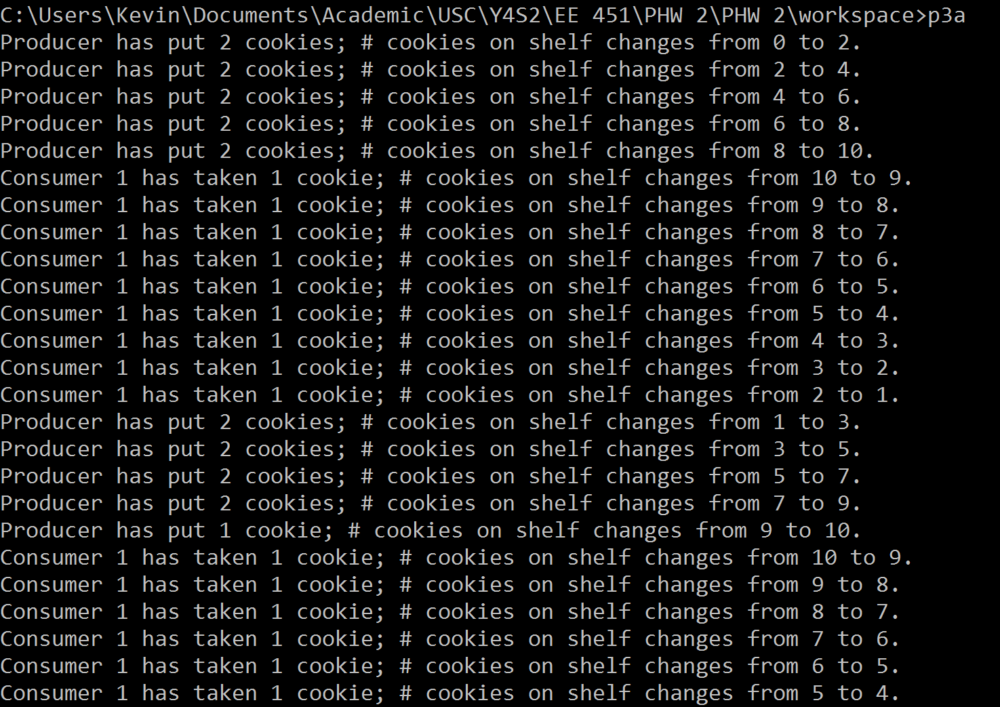 C:\Users\Kevin\Documents\Academic\USC\Y4S2\EE 451\PHW 2\PHW 2\workspace>p3a
Producer has put 2 cookies; # cookies on shelf changes from 0 to 2.
Producer has put 2 cookies; # cookies on shelf changes from 2 to 4.
Producer has put 2 cookies; # cookies on shelf changes from 4 to 6.
Producer has put 2 cookies; # cookies on shelf changes from 6 to 8.
Producer has put 2 cookies; # cookies on shelf changes from 8 to 10.
Consumer 1 has taken 1 cookie; # cookies on shelf changes from 10 to 9.
Consumer 1 has taken 1 cookie; # cookies on shelf changes from 9 to 8.
Consumer 1 has taken 1 cookie; # cookies on shelf changes from 8 to 7.
Consumer 1 has taken 1 cookie; # cookies on shelf changes from 7 to 6.
Consumer 1 has taken 1 cookie; # cookies on shelf changes from 6 to 5.
Consumer 1 has taken 1 cookie; # cookies on shelf changes from 5 to 4.
Consumer 1 has taken 1 cookie; # cookies on shelf changes from 4 to 3.
Consumer 1 has taken 1 cookie; # cookies on shelf changes from 3 to 2.
Consumer 1 has taken 1 cookie; # cookies on shelf changes from 2 to 1.
Producer has put 2 cookies; # cookies on shelf changes from 1 to 3.
Producer has put 2 cookies; # cookies on shelf changes from 3 to 5.
Producer has put 2 cookies; # cookies on shelf changes from 5 to 7.
Producer has put 2 cookies; # cookies on shelf changes from 7 to 9.
Producer has put 1 cookie; # cookies on shelf changes from 9 to 10.
Consumer 1 has taken 1 cookie; # cookies on shelf changes from 10 to 9.
Consumer 1 has taken 1 cookie; # cookies on shelf changes from 9 to 8.
Consumer 1 has taken 1 cookie; # cookies on shelf changes from 8 to 7.
Consumer 1 has taken 1 cookie; # cookies on shelf changes from 7 to 6.
Consumer 1 has taken 1 cookie; # cookies on shelf changes from 6 to 5.
Consumer 1 has taken 1 cookie; # cookies on shelf changes from 5 to 4.